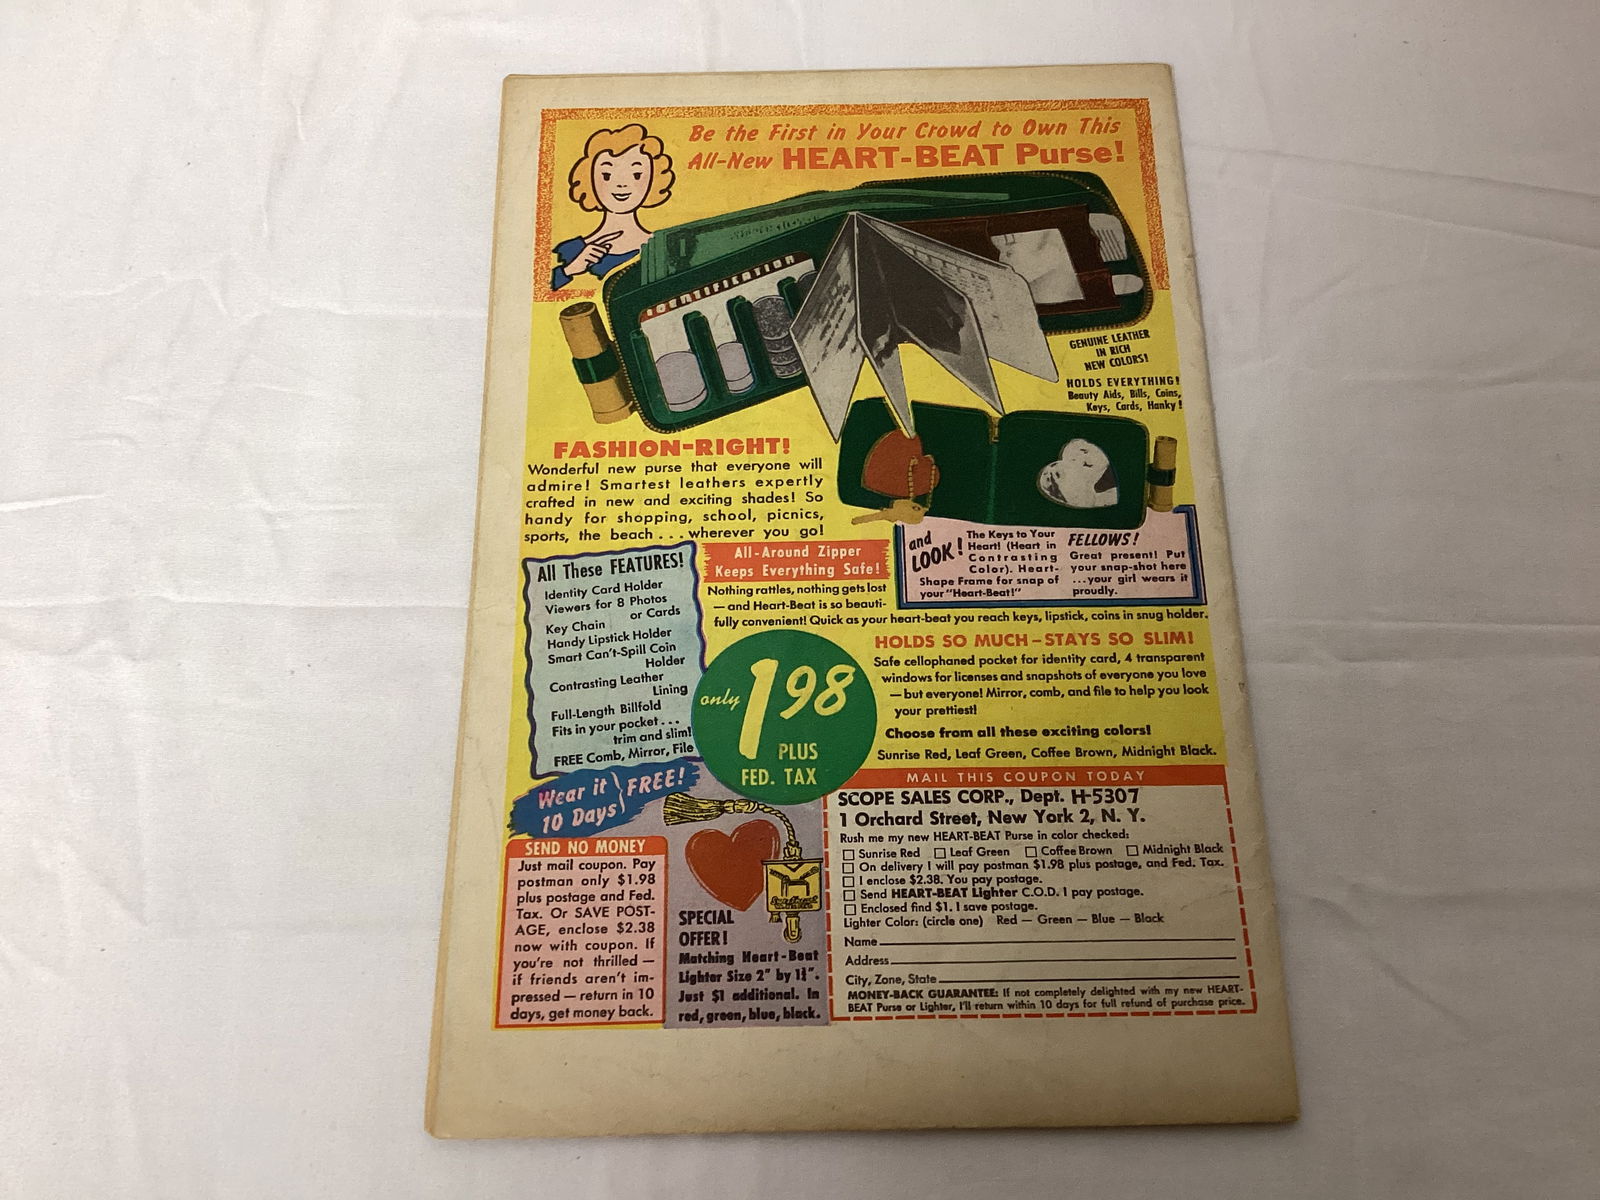 Be the First in Your Crowd to Own This
All-New HEART-BEAT Purse!
IDENTIFICATION
GENUINE LEATHER
IN RICH
NEW COLORS!
HOLDS EVERYTHING!
Beauty Aids, Bills, Coins,
Keys, Cards, Hanky!
FASHION-RIGHT!
Wonderful new purse that everyone will
admire! Smartest leathers expertly
crafted in new and exciting shades! So
handy for shopping, school, picnics,
sports, the beach . . . wherever you go!
and
LOOK!
The Keys to Your
Heart! (Heart in
Contrasting
Color). Heart-
Shape Frame for snap of
your "Heart-Beat!"
FELLOWS!
Great present! Put
your snap-shot here
...your girl wears it
proudly.
All These FEATURES!
Identity Card Holder
Viewers for 8 Photos
or Cards
Key Chain
Handy Lipstick Holder
Smart Can't-Spill Coin
Holder
Contrasting Leather
Lining
Full-Length Billfold
Fits in your pocket . . .
trim and slim!
FREE Comb, Mirror, File
All-Around Zipper
Keeps Everything Safe!
Nothing rattles, nothing gets lost
— and Heart-Beat is so beauti-
fully convenient! Quick as your heart-beat you reach keys, lipstick, coins in snug holder.
only 1 98
PLUS
FED. TAX
HOLDS SO MUCH – STAYS SO SLIM!
Safe cellophaned pocket for identity card, 4 transparent
windows for licenses and snapshots of everyone you love
— but everyone! Mirror, comb, and file to help you look
your prettiest!
Choose from all these exciting colors!
Sunrise Red, Leaf Green, Coffee Brown, Midnight Black.
Wear it
10 Days
FREE!
SEND NO MONEY
Just mail coupon. Pay
postman only $1.98
plus postage and Fed.
Tax. Or SAVE POST-
AGE, enclose $2.38
now with coupon. If
you're not thrilled —
if friends aren't im-
pressed — return in 10
days, get money back.
SPECIAL
OFFER!
Matching Heart-Beat
Lighter Size 2" by 1¾".
Just $1 additional. In
red, green, blue, black.
MAIL THIS COUPON TODAY
SCOPE SALES CORP., Dept. H-5307
1 Orchard Street, New York 2, N. Y.
Rush me my new HEART-BEAT Purse in color checked:
☐ Sunrise Red ☐ Leaf Green ☐ Coffee Brown ☐ Midnight Black
☐ On delivery I will pay postman $1.98 plus postage, and Fed. Tax.
☐ I enclose $2.38. You pay postage.
☐ Send HEART-BEAT Lighter C.O.D. I pay postage.
☐ Enclosed find $1. I save postage.
Lighter Color: (circle one) Red — Green — Blue — Black
Name
Address
City, Zone, State
MONEY-BACK GUARANTEE: If not completely delighted with my new HEART-
BEAT Purse or Lighter, I'll return within 10 days for full refund of purchase price.